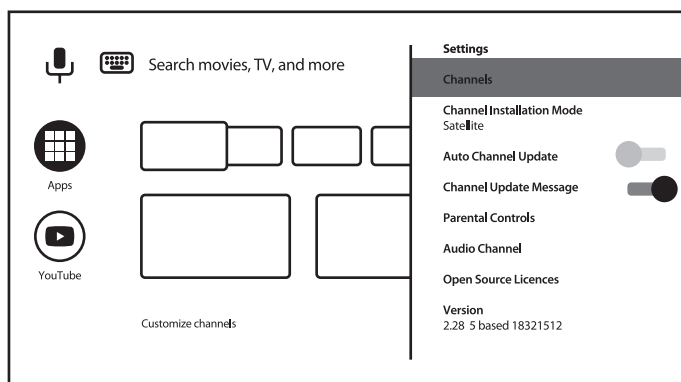 Search movies, TV, and more
Apps
YouTube
Customize channels
Settings
Channels
Channel Installation Mode
Satellite
Auto Channel Update
Channel Update Message
Parental Controls
Audio Channel
Open Source Licences
Version
2.28 5 based 18321512